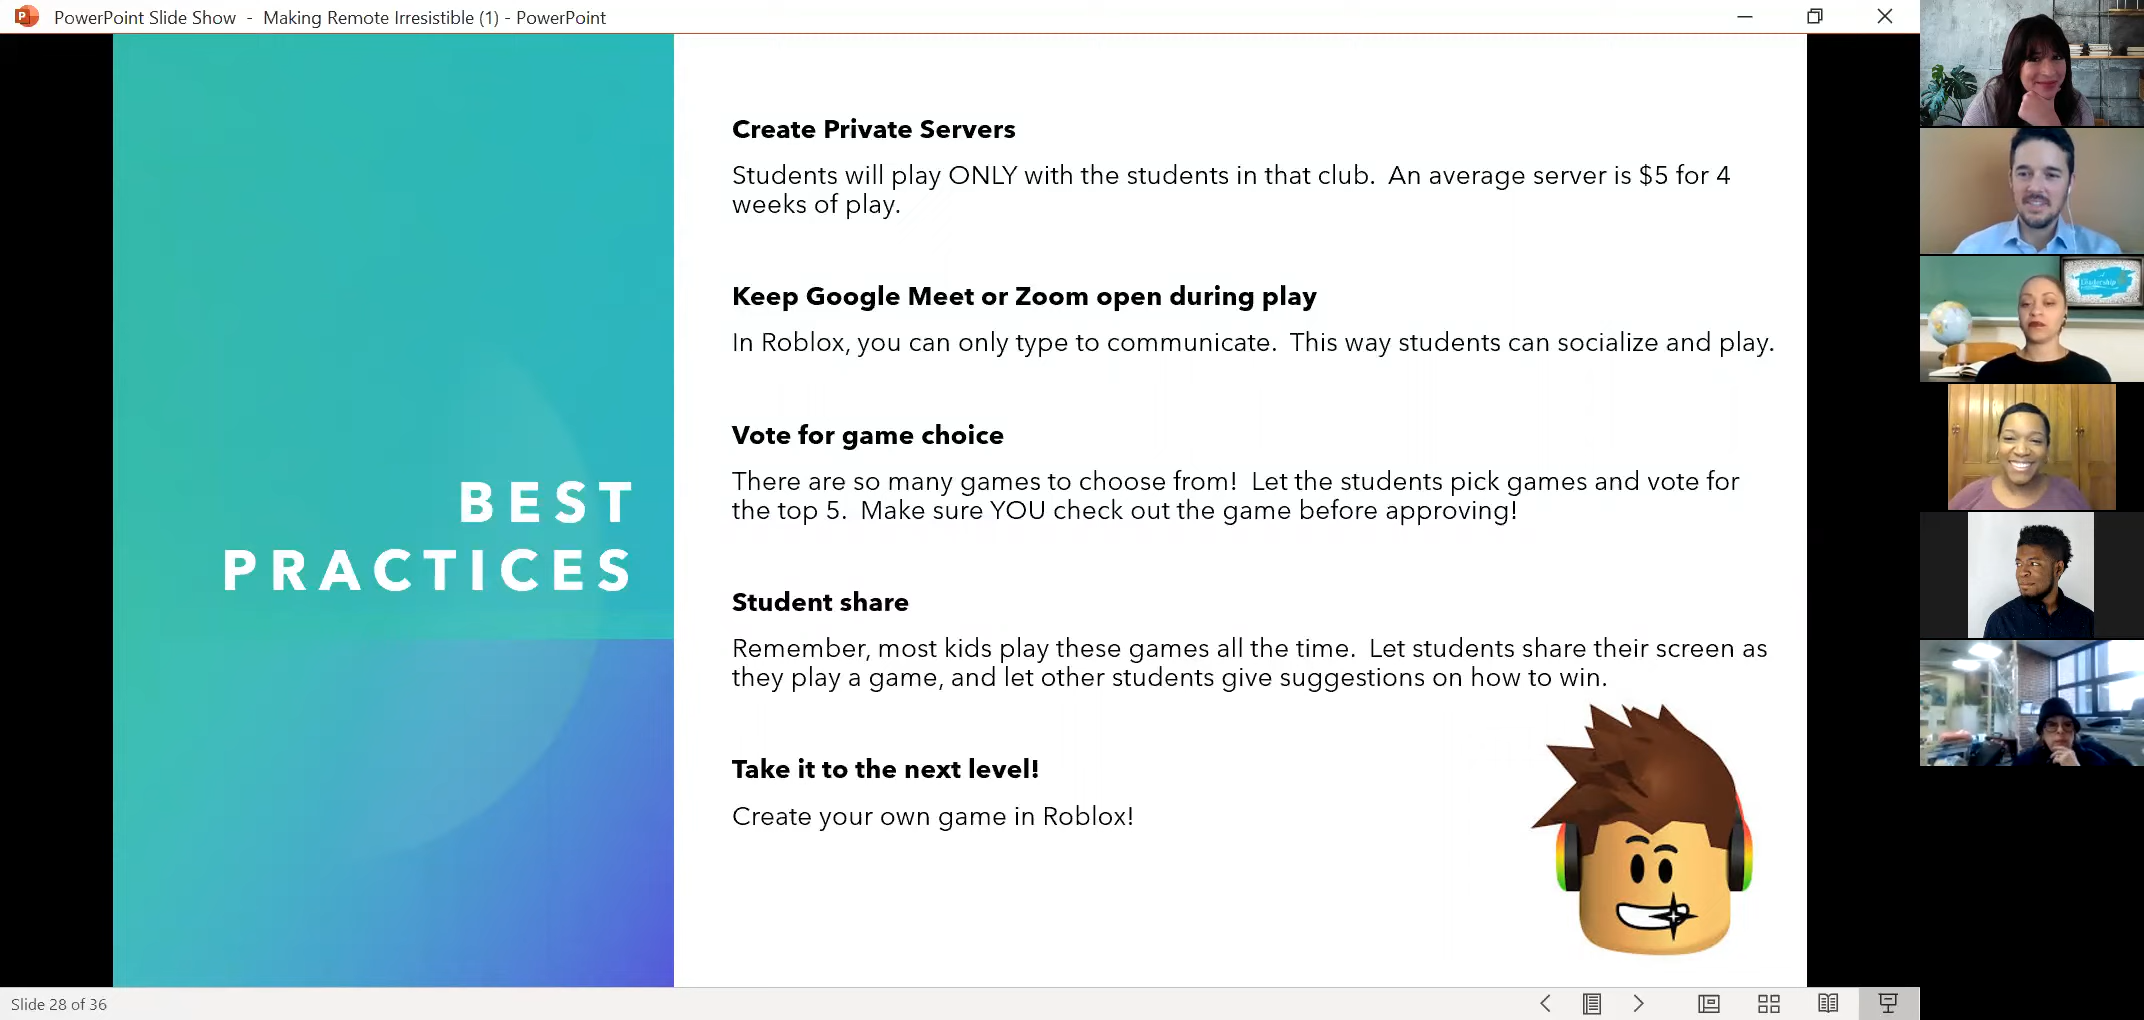 PowerPoint Slide Show - Making Remote Irresistible (1) - PowerPoint
BEST
PRACTICES
Create Private Servers
Students will play ONLY with the students in that club. An average server is $5 for 4
weeks of play.
Keep Google Meet or Zoom open during play
In Roblox, you can only type to communicate. This way students can socialize and play.
Vote for game choice
There are so many games to choose from! Let the students pick games and vote for
the top 5. Make sure YOU check out the game before approving!
Student share
Remember, most kids play these games all the time. Let students share their screen as
they play a game, and let other students give suggestions on how to win.
Take it to the next level!
Create your own game in Roblox!
Slide 28 of 36
Leadership